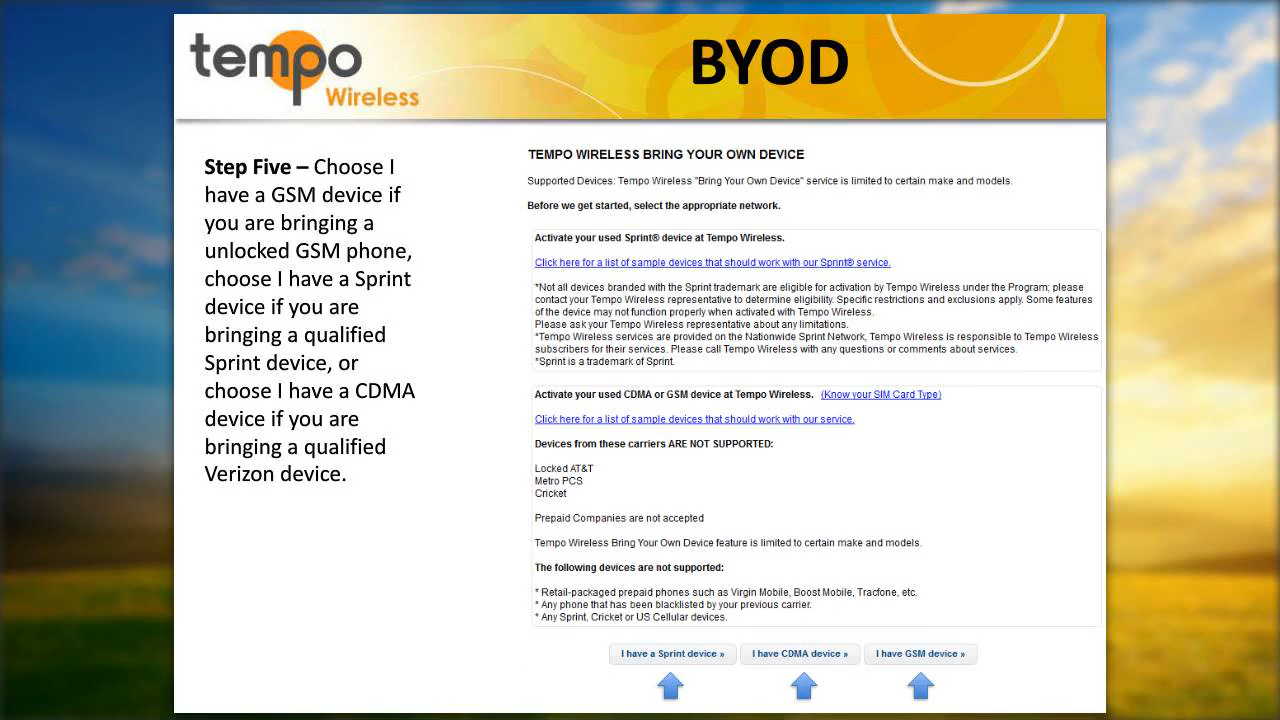 tempo
Wireless
BYOD
Step Five – Choose I
have a GSM device if
you are bringing a
unlocked GSM phone,
choose I have a Sprint
device if you are
bringing a qualified
Sprint device, or
choose I have a CDMA
device if you are
bringing a qualified
Verizon device.
TEMPO WIRELESS BRING YOUR OWN DEVICE
Supported Devices: Tempo Wireless "Bring Your Own Device" service is limited to certain make and models.
Before we get started, select the appropriate network.
Activate your used Sprint® device at Tempo Wireless.
Click here for a list of sample devices that should work with our Sprint® service.
*Not all devices branded with the Sprint trademark are eligible for activation by Tempo Wireless under the Program; please
contact your Tempo Wireless representative to determine eligibility. Specific restrictions and exclusions apply. Some features
of the device may not function properly when activated with Tempo Wireless.
Please ask your Tempo Wireless representative about any limitations.
*Tempo Wireless services are provided on the Nationwide Sprint Network, Tempo Wireless is responsible to Tempo Wireless
subscribers for their services. Please call Tempo Wireless with any questions or comments about services.
*Sprint is a trademark of Sprint.
Activate your used CDMA or GSM device at Tempo Wireless. (Know your SIM Card Type)
Click here for a list of sample devices that should work with our service.
Devices from these carriers ARE NOT SUPPORTED:
Locked AT&T
Metro PCS
Cricket
Prepaid Companies are not accepted
Tempo Wireless Bring Your Own Device feature is limited to certain make and models.
The following devices are not supported:
* Retail-packaged prepaid phones such as Virgin Mobile, Boost Mobile, Tracfone, etc.
* Any phone that has been blacklisted by your previous carrier.
* Any Sprint, Cricket or US Cellular devices.
I have a Sprint device » I have CDMA device » I have GSM device »